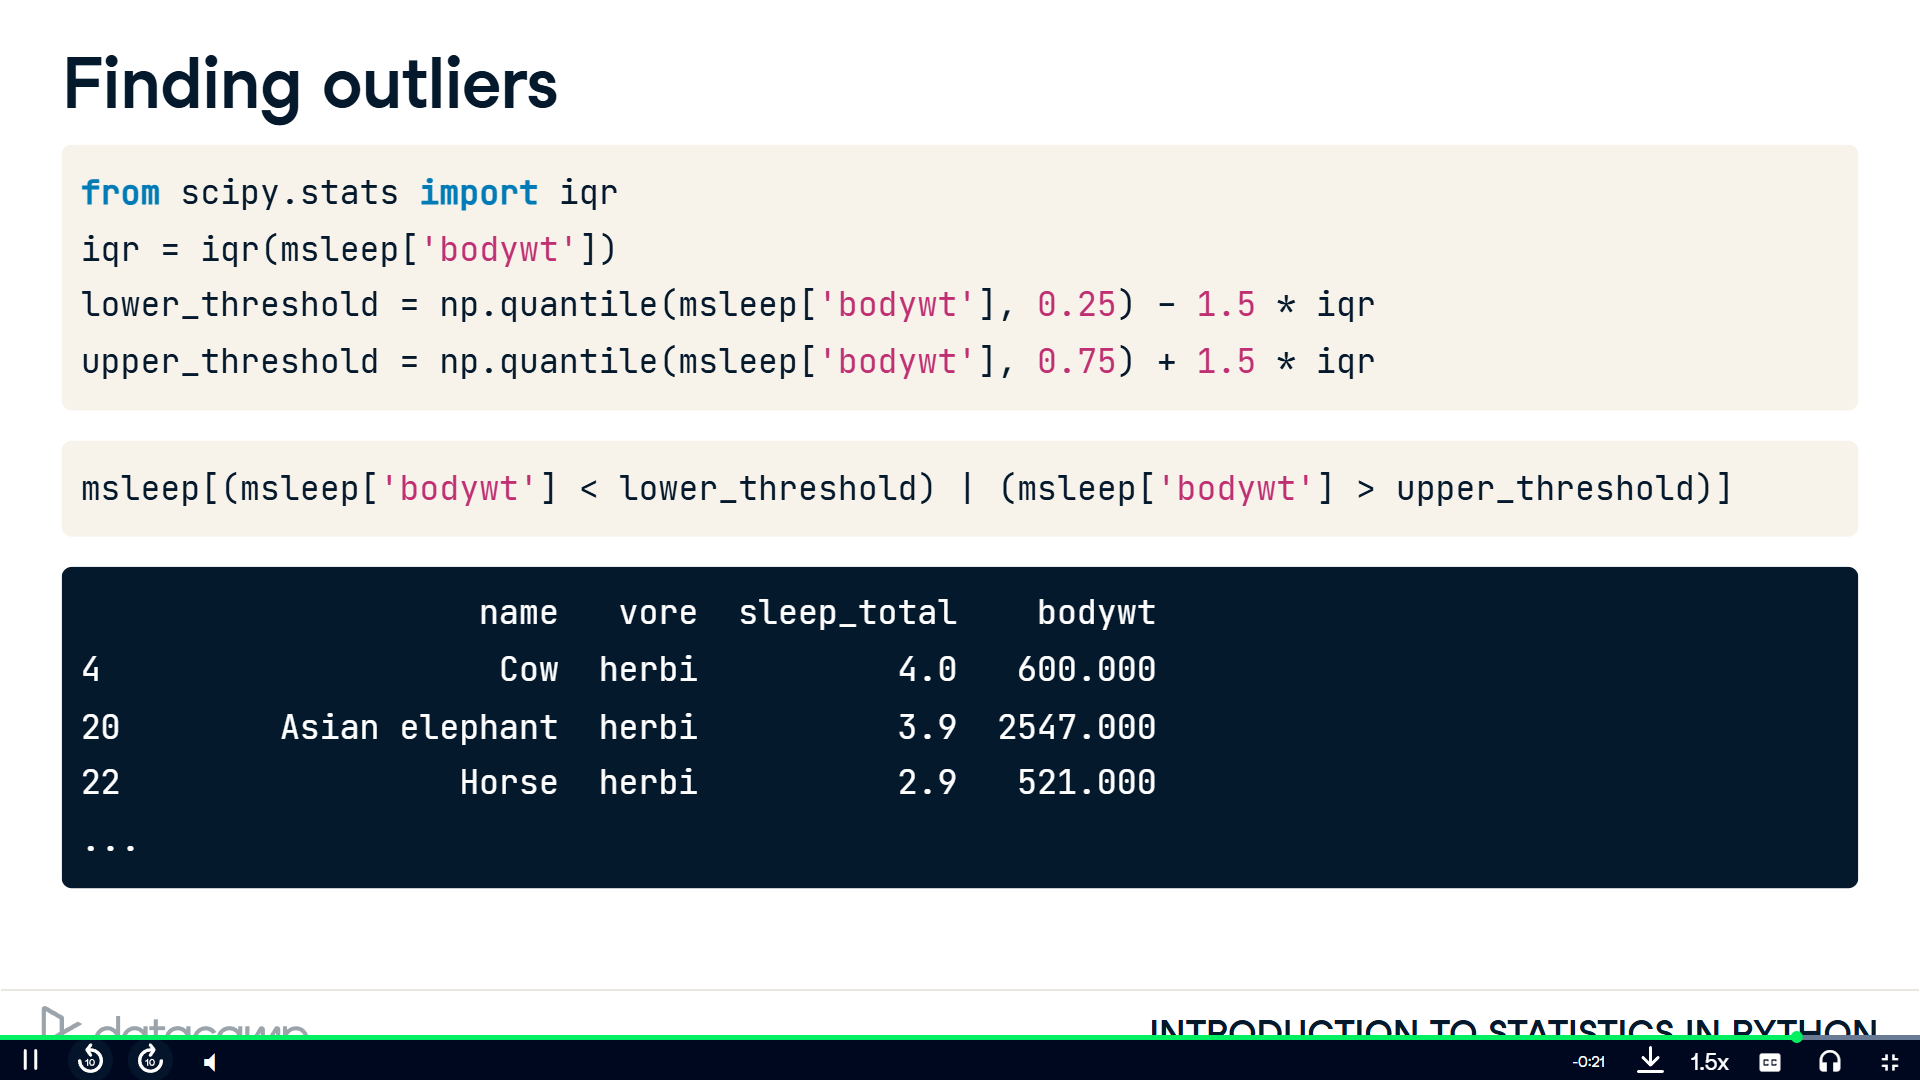 Finding outliers
from scipy.stats import iqr
iqr = iqr(msleep['bodywt'])
lower_threshold = np.quantile(msleep['bodywt'], 0.25) - 1.5 * iqr
upper_threshold = np.quantile(msleep['bodywt'], 0.75) + 1.5 * iqr
msleep[(msleep['bodywt'] < lower_threshold) | (msleep['bodywt'] > upper_threshold)]
name vore sleep_total bodywt
4 Cow herbi 4.0 600.000
20 Asian elephant herbi 3.9 2547.000
22 Horse herbi 2.9 521.000
...
datacamp INTRODUCTION TO STATISTICS IN PYTHON
10 10 -0:21 1.5x CC